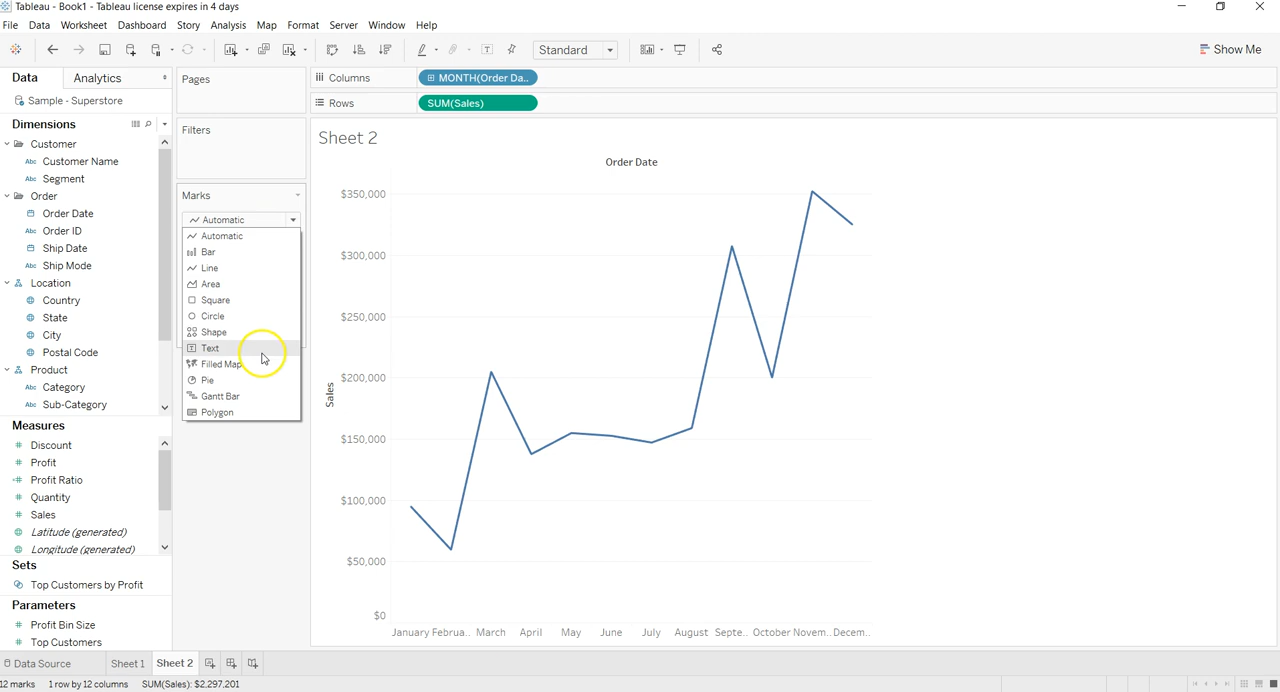 Tableau - Book1 - Tableau license expires in 4 days
File Data Worksheet Dashboard Story Analysis Map Format Server Window Help
Standard
Show Me
Data
Analytics
Sample - Superstore
Dimensions
Customer
Abc Customer Name
Abc Segment
Order
Order Date
Abc Order ID
Ship Date
Abc Ship Mode
Location
Country
State
City
Postal Code
Product
Abc Category
Abc Sub-Category
Measures
Discount
Profit
Profit Ratio
Quantity
Sales
Latitude (generated)
Longitude (generated)
Sets
Top Customers by Profit
Parameters
Profit Bin Size
Top Customers
Pages
Filters
Marks
Automatic
Automatic
Bar
Line
Area
Square
Circle
Shape
Text
Filled Map
Pie
Gantt Bar
Polygon
Columns
MONTH(Order Da..
Rows
SUM(Sales)
Sheet 2
Order Date
Sales
$350,000
$300,000
$250,000
$200,000
$150,000
$100,000
$50,000
$0
January Februa.. March April May June July August Septe.. October Novem.. Decem..
Data Source
Sheet 1
Sheet 2
12 marks 1 row by 12 columns SUM(Sales): $2,297,201